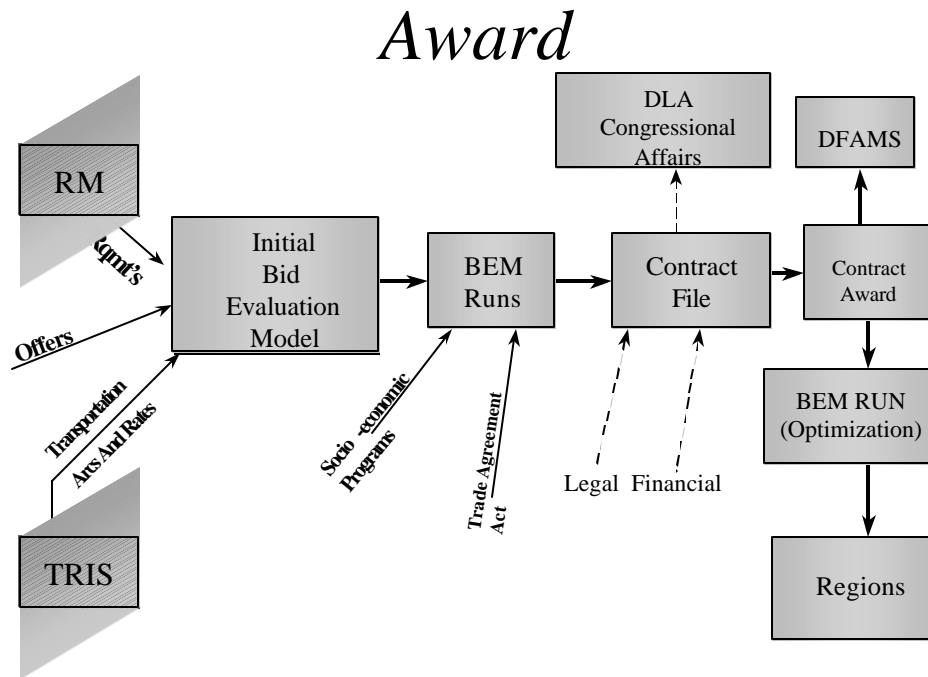 Award
DLA
Congressional
Affairs
DFAMS
RM
Rqmt's
Initial
Bid
Evaluation
Model
BEM
Runs
Contract
File
Contract
Award
Offers
Transportation
Arcs And Rates
Socio -economic
Programs
Trade Agreement
Act
Legal Financial
BEM RUN
(Optimization)
TRIS
Regions